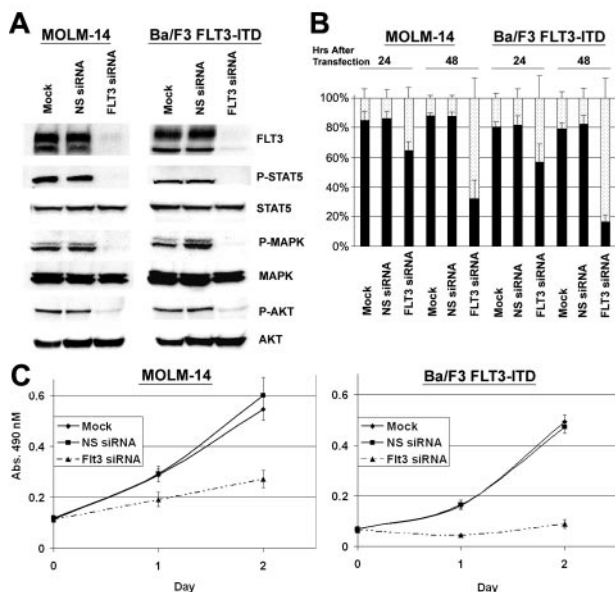 A
MOLM-14
Ba/F3 FLT3-ITD
Mock
NS siRNA
FLT3 siRNA
Mock
NS siRNA
FLT3 siRNA
FLT3
P-STAT5
STAT5
P-MAPK
MAPK
P-AKT
AKT
B
Hrs After
Transfection
MOLM-14
Ba/F3 FLT3-ITD
24
48
24
48
100%
80%
60%
40%
20%
0%
Mock
NS siRNA
FLT3 siRNA
Mock
NS siRNA
FLT3 siRNA
Mock
NS siRNA
FLT3 siRNA
Mock
NS siRNA
FLT3 siRNA
C
MOLM-14
Abs. 490 nM
0.6
0.4
0.2
0
Mock
NS siRNA
Flt3 siRNA
0
1
2
Day
Ba/F3 FLT3-ITD
0.6
0.4
0.2
0
Mock
NS siRNA
Flt3 siRNA
0
1
2
Day